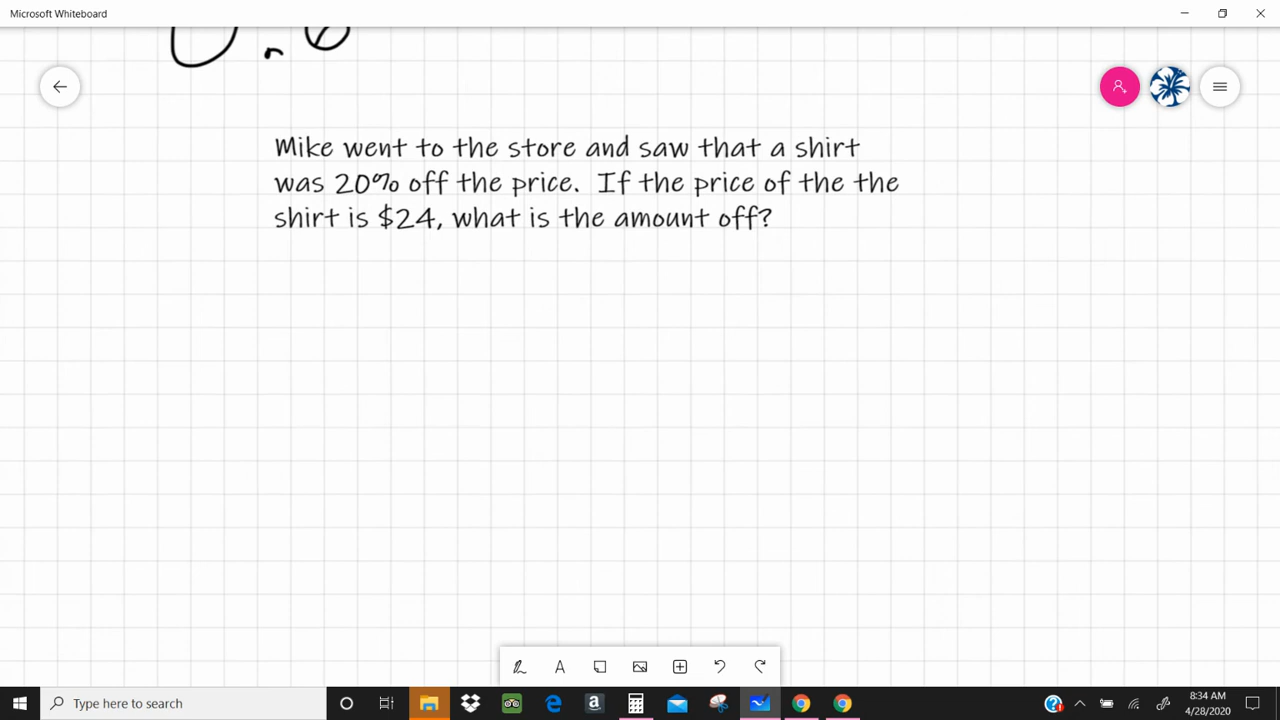 Microsoft Whiteboard
Mike went to the store and saw that a shirt
was 20% off the price. If the price of the the
shirt is $24, what is the amount off?
A
Type here to search
8:34 AM
4/28/2020